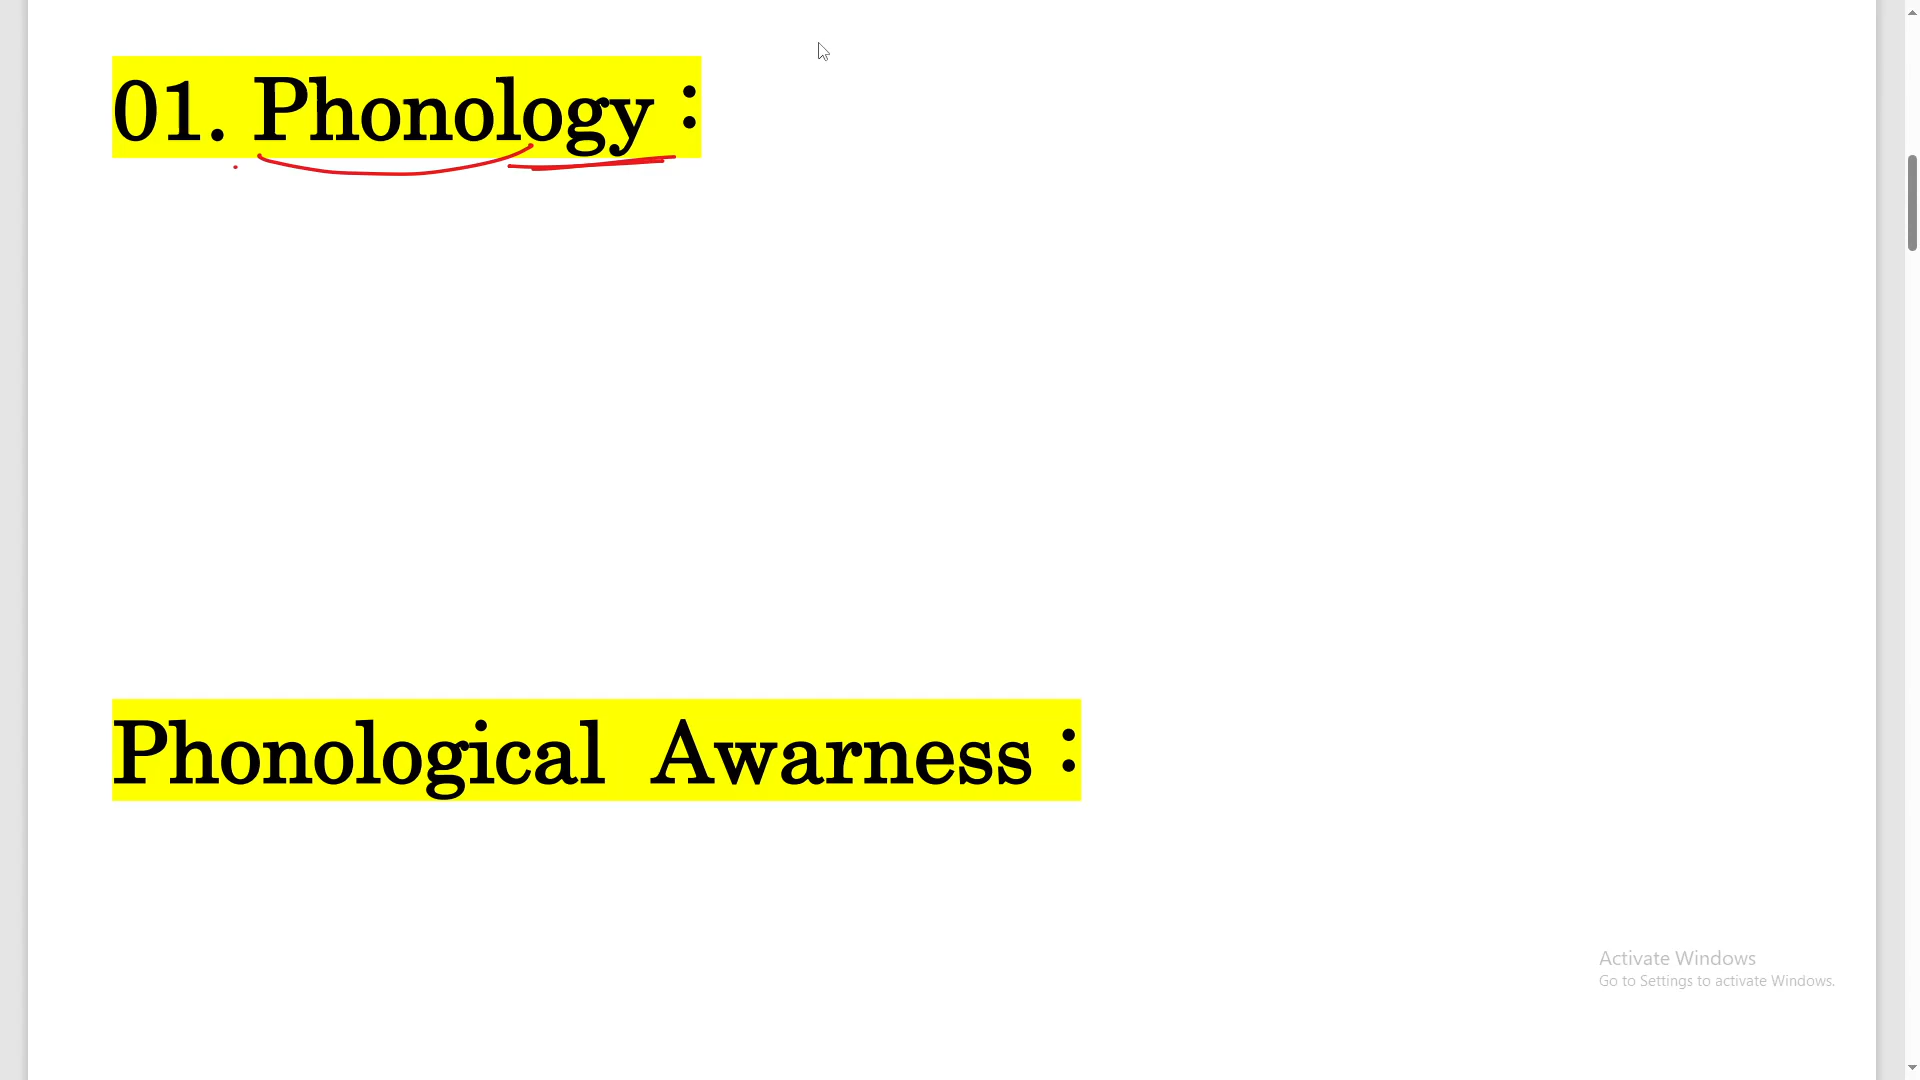 01. Phonology :
Phonological Awarness :
Activate Windows
Go to Settings to activate Windows.